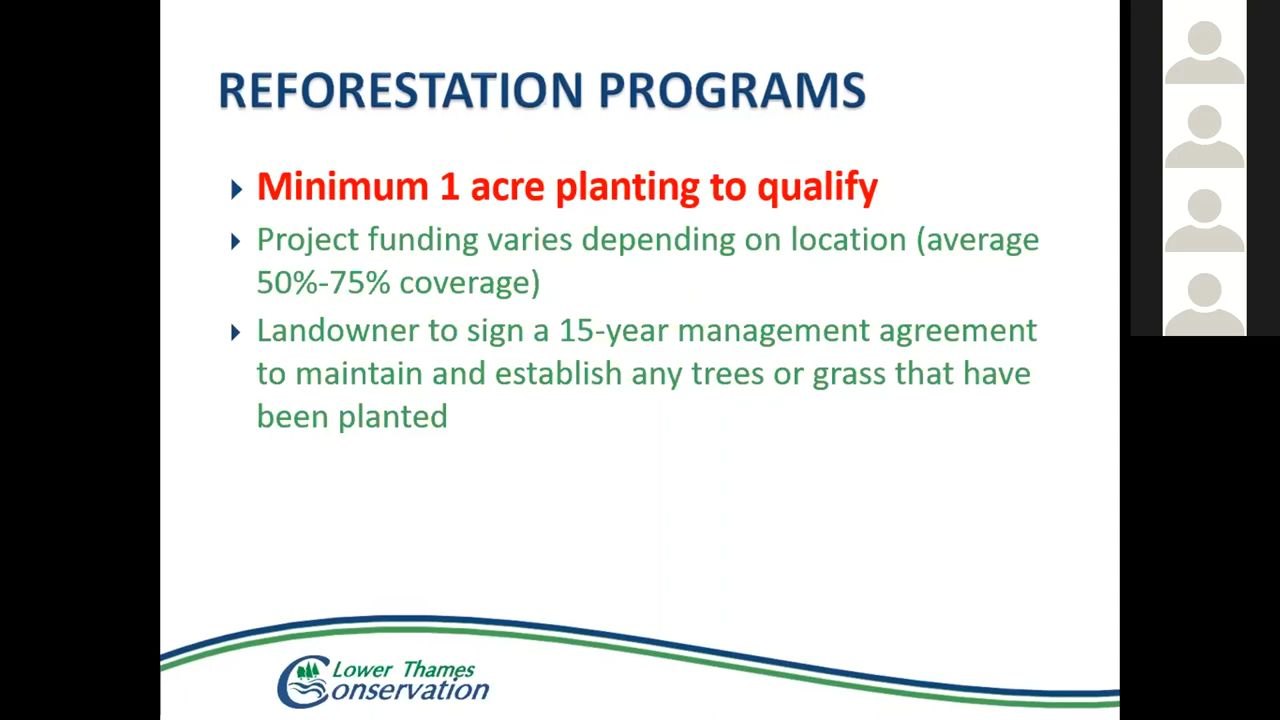 REFORESTATION PROGRAMS
Minimum 1 acre planting to qualify
Project funding varies depending on location (average
50%-75% coverage)
Landowner to sign a 15-year management agreement
to maintain and establish any trees or grass that have
been planted
Lower Thames
Conservation